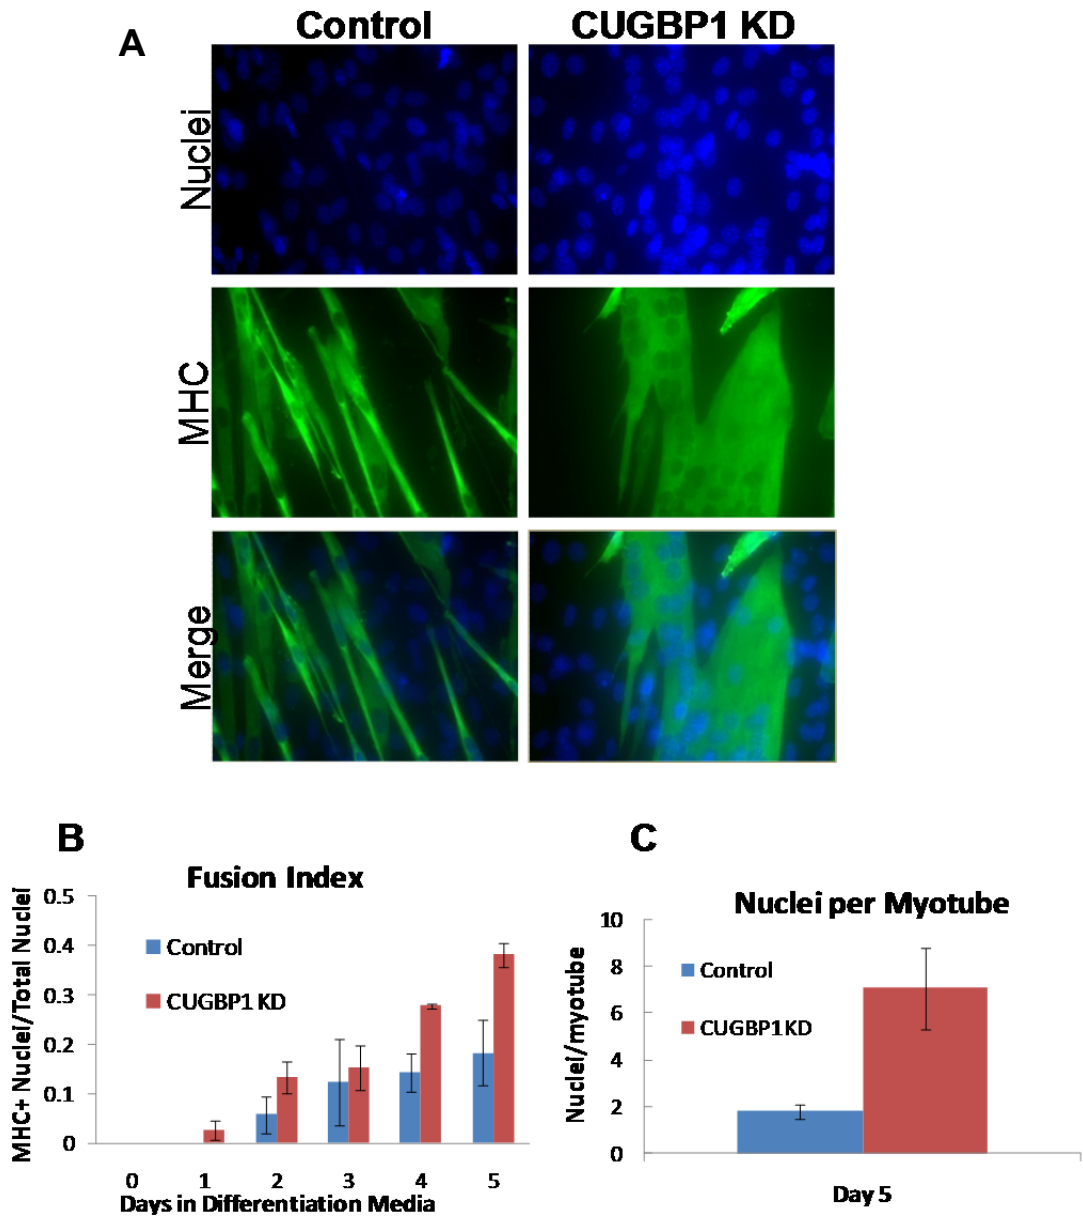 A
Control
CUGBP1 KD
Nuclei
MHC
Merge
B
Fusion Index
MHC+ Nuclei/Total Nuclei
0.5
0.4
0.3
0.2
0.1
0
Control
CUGBP1 KD
0 1 2 3 4 5
Days in Differentiation Media
C
Nuclei per Myotube
Nuclei/myotube
10
8
6
4
2
0
Control
CUGBP1 KD
Day 5